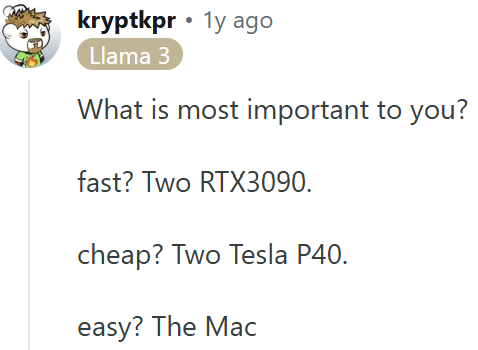 kryptkpr • 1y ago
Llama 3
What is most important to you?
fast? Two RTX3090.
cheap? Two Tesla P40.
easy? The Mac